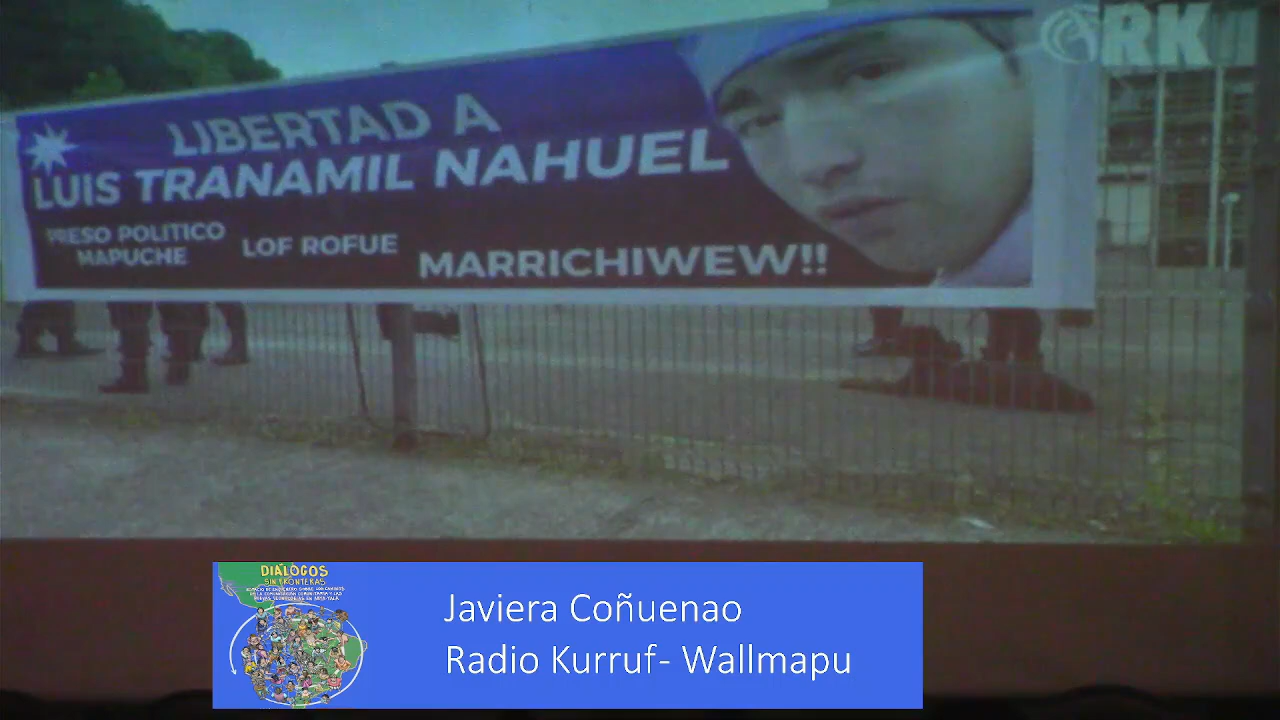 RK
LIBERTAD A
LUIS TRANAMIL NAHUEL
PRESO POLITICO
MAPUCHE
LOF ROFUE
MARRICHIWEW!!
DIÁLOGOS
SIN FRONTERAS
Javiera Coñuenao
Radio Kurruf- Wallmapu